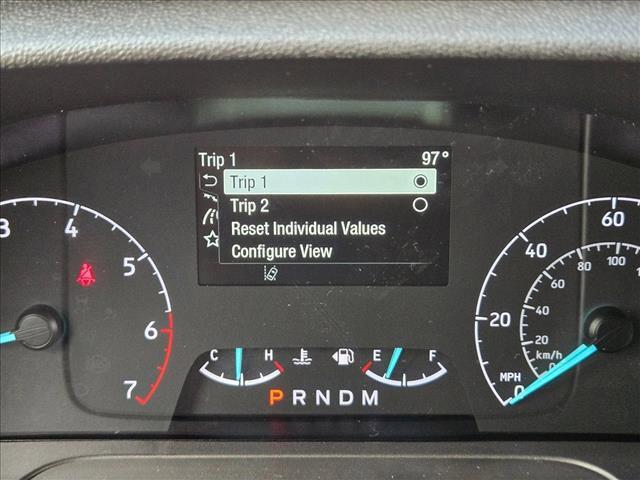 Trip 1 97°
Trip 1
Trip 2
Reset Individual Values
Configure View
3 4 5 6 7
C H E F
P R N D M
0 20 40 60
MPH
20 40 60 80 100
km/h